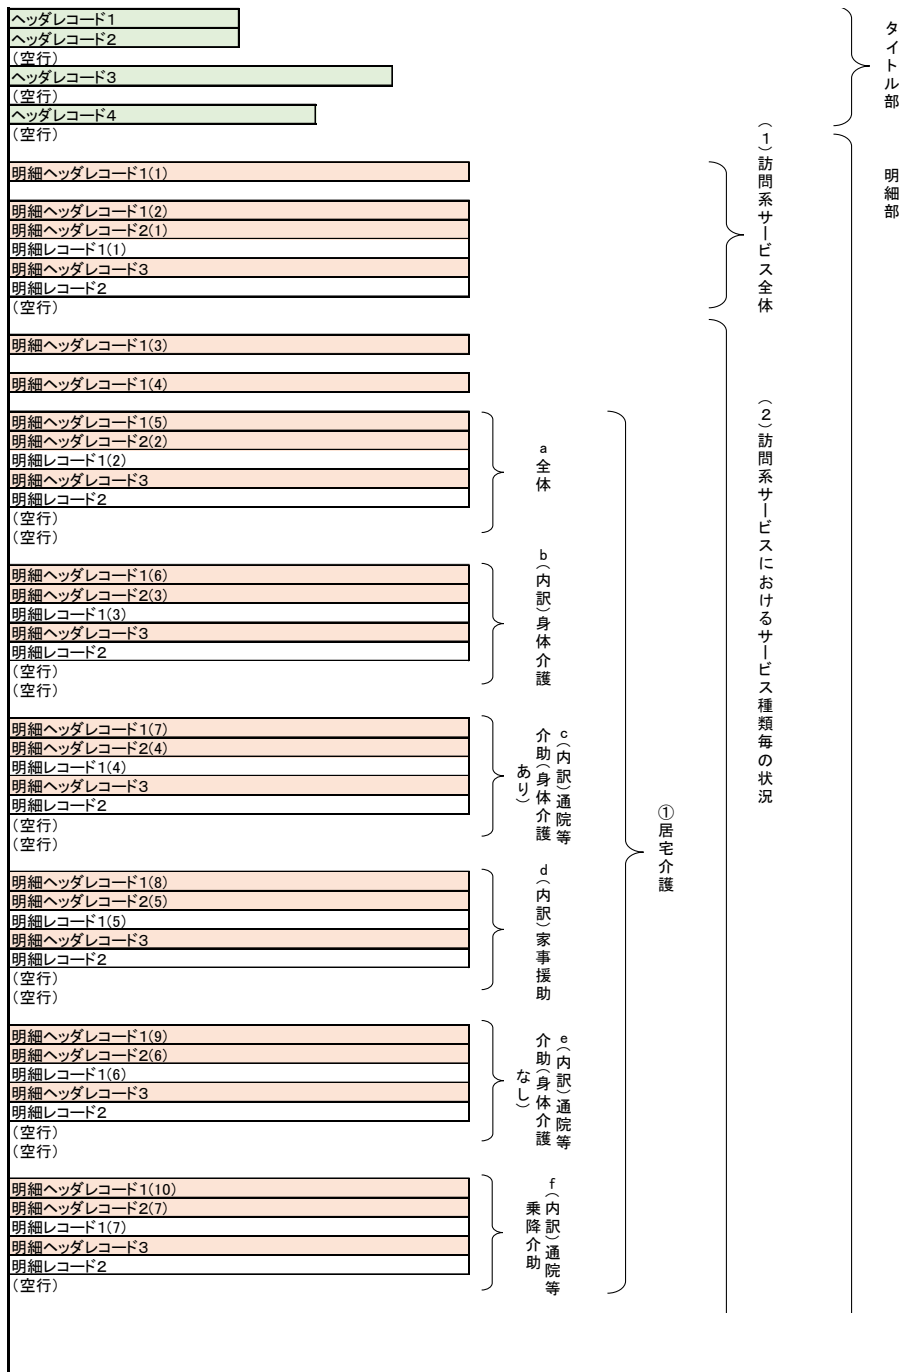 ヘッダレコード1
ヘッダレコード2
(空行)
ヘッダレコード3
(空行)
ヘッダレコード4
(空行)
タイトル部
明細部
明細ヘッダレコード1(1)
明細ヘッダレコード1(2)
明細ヘッダレコード2(1)
明細レコード1(1)
明細ヘッダレコード3
明細レコード2
(空行)
(1)訪問系サービス全体
明細ヘッダレコード1(3)
明細ヘッダレコード1(4)
(2)訪問系サービスにおけるサービス種類毎の状況
①居宅介護
明細ヘッダレコード1(5)
明細ヘッダレコード2(2)
明細レコード1(2)
明細ヘッダレコード3
明細レコード2
(空行)
(空行)
a全体
明細ヘッダレコード1(6)
明細ヘッダレコード2(3)
明細レコード1(3)
明細ヘッダレコード3
明細レコード2
(空行)
(空行)
b(内訳)身体介護
明細ヘッダレコード1(7)
明細ヘッダレコード2(4)
明細レコード1(4)
明細ヘッダレコード3
明細レコード2
(空行)
(空行)
c(内訳)通院等
介助(身体介護
あり)
明細ヘッダレコード1(8)
明細ヘッダレコード2(5)
明細レコード1(5)
明細ヘッダレコード3
明細レコード2
(空行)
(空行)
d(内訳)家事援助
明細ヘッダレコード1(9)
明細ヘッダレコード2(6)
明細レコード1(6)
明細ヘッダレコード3
明細レコード2
(空行)
(空行)
e(内訳)通院等
介助(身体介護
なし)
明細ヘッダレコード1(10)
明細ヘッダレコード2(7)
明細レコード1(7)
明細ヘッダレコード3
明細レコード2
(空行)
f(内訳)通院等
乗降介助